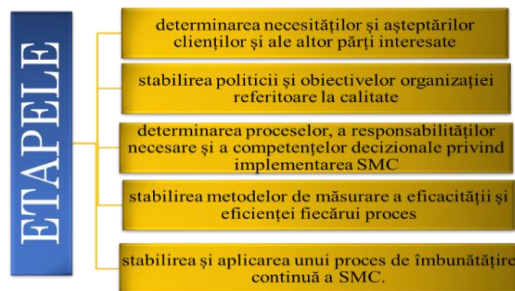 ETAPELE
determinarea necesităților și așteptărilor
clienților și ale altor părți interesate
stabilirea politicii și obiectivelor organizației
referitoare la calitate
determinarea proceselor, a responsabilităților
necesare și a competențelor decizionale privind
implementarea SMC
stabilirea metodelor de măsurare a eficacității și
eficienței fiecărui proces
stabilirea și aplicarea unui proces de îmbunătățire
continuă a SMC.